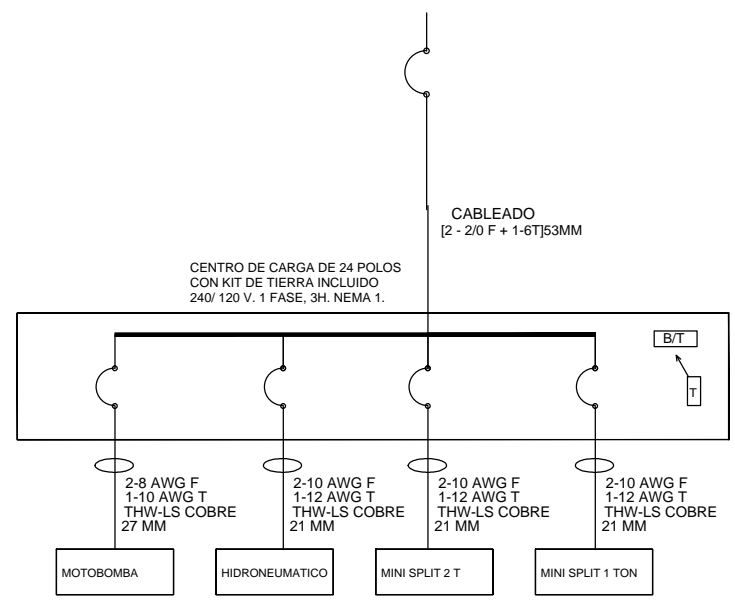 CABLEADO
[2 - 2/0 F + 1-6T]53MM
CENTRO DE CARGA DE 24 POLOS
CON KIT DE TIERRA INCLUIDO
240/ 120 V. 1 FASE, 3H. NEMA 1.
B/T
T
2-8 AWG F
1-10 AWG T
THW-LS COBRE
27 MM
2-10 AWG F
1-12 AWG T
THW-LS COBRE
21 MM
2-10 AWG F
1-12 AWG T
THW-LS COBRE
21 MM
2-10 AWG F
1-12 AWG T
THW-LS COBRE
21 MM
MOTOBOMBA
HIDRONEUMATICO
MINI SPLIT 2 T
MINI SPLIT 1 TON